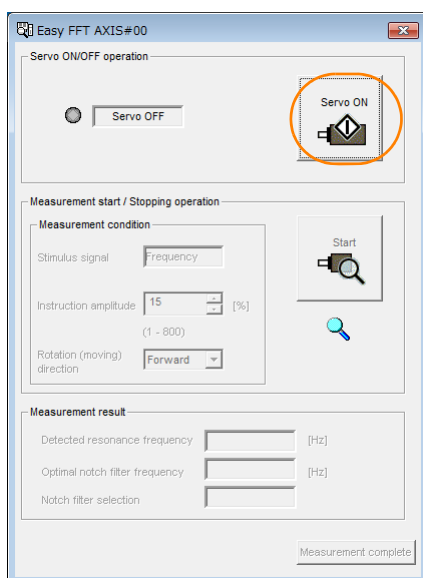 Easy FFT AXIS#00
Servo ON/OFF operation
Servo OFF
Servo ON
Measurement start / Stopping operation
Measurement condition
Stimulus signal Frequency
Start
Instruction amplitude 15 [%]
(1 - 800)
Rotation (moving)
direction
Forward
Measurement result
Detected resonance frequency [Hz]
Optimal notch filter frequency [Hz]
Notch filter selection
Measurement complete